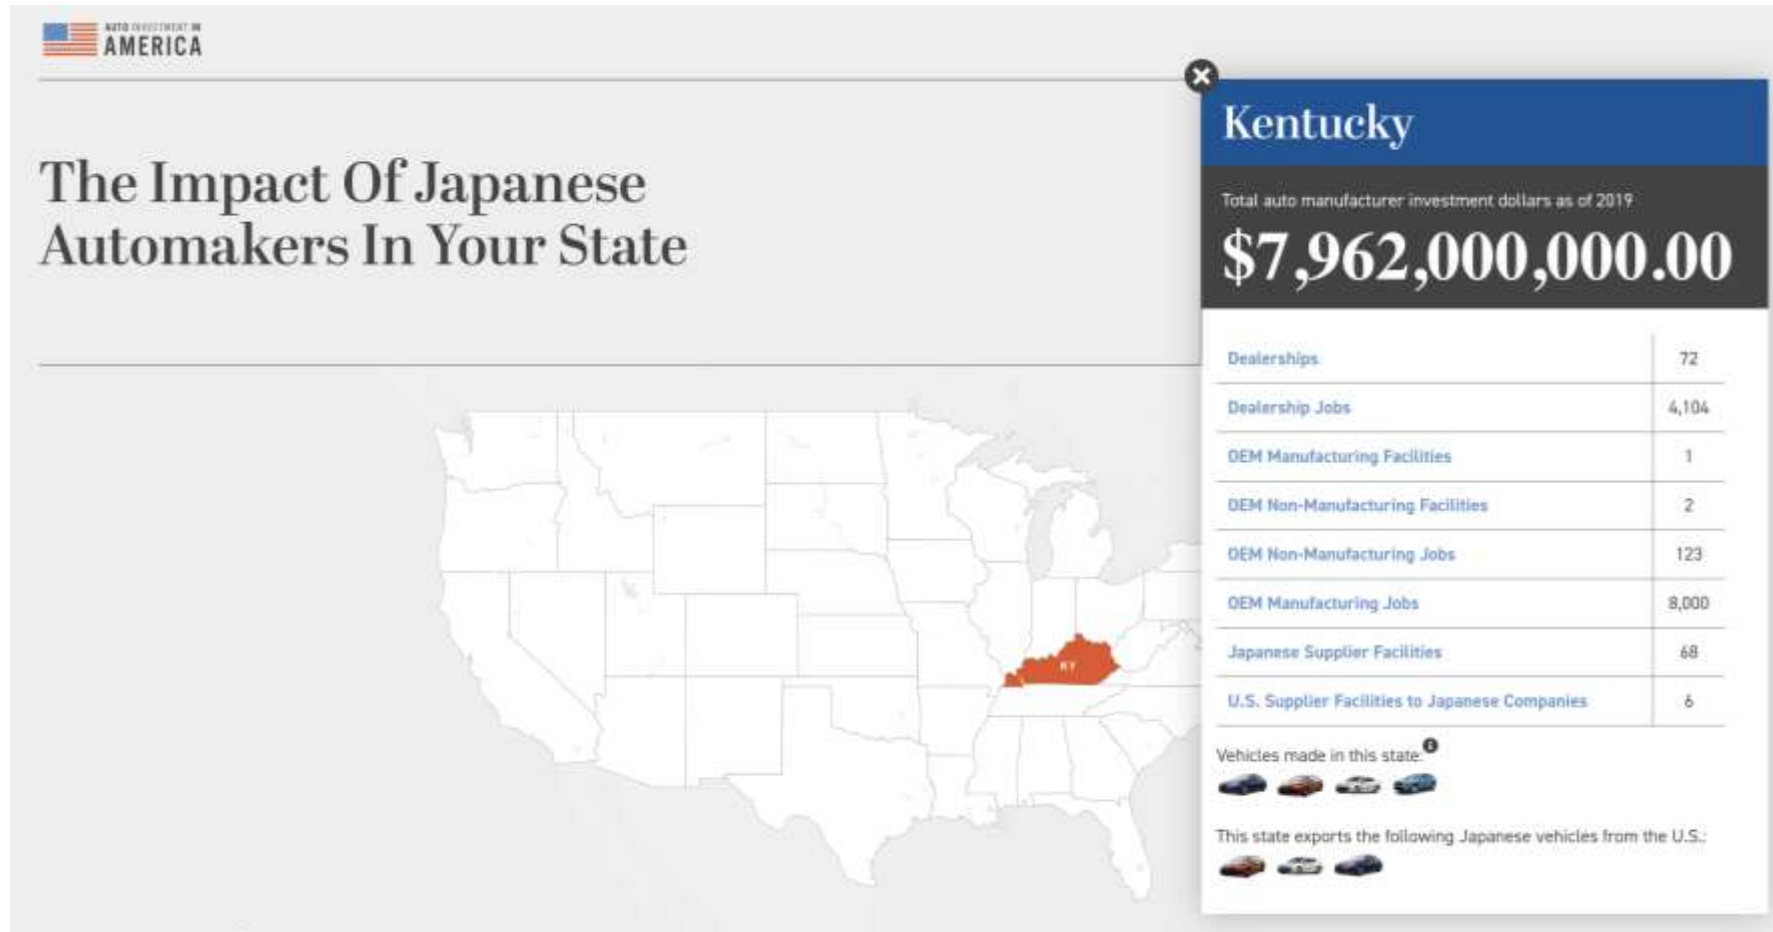 AUTO INVESTMENT IN
AMERICA
The Impact Of Japanese
Automakers In Your State
KY
Kentucky
Total auto manufacturer investment dollars as of 2019
$7,962,000,000.00
Dealerships 72
Dealership Jobs 4,104
OEM Manufacturing Facilities 1
OEM Non-Manufacturing Facilities 2
OEM Non-Manufacturing Jobs 123
OEM Manufacturing Jobs 8,000
Japanese Supplier Facilities 68
U.S. Supplier Facilities to Japanese Companies 6
Vehicles made in this state:
This state exports the following Japanese vehicles from the U.S.: